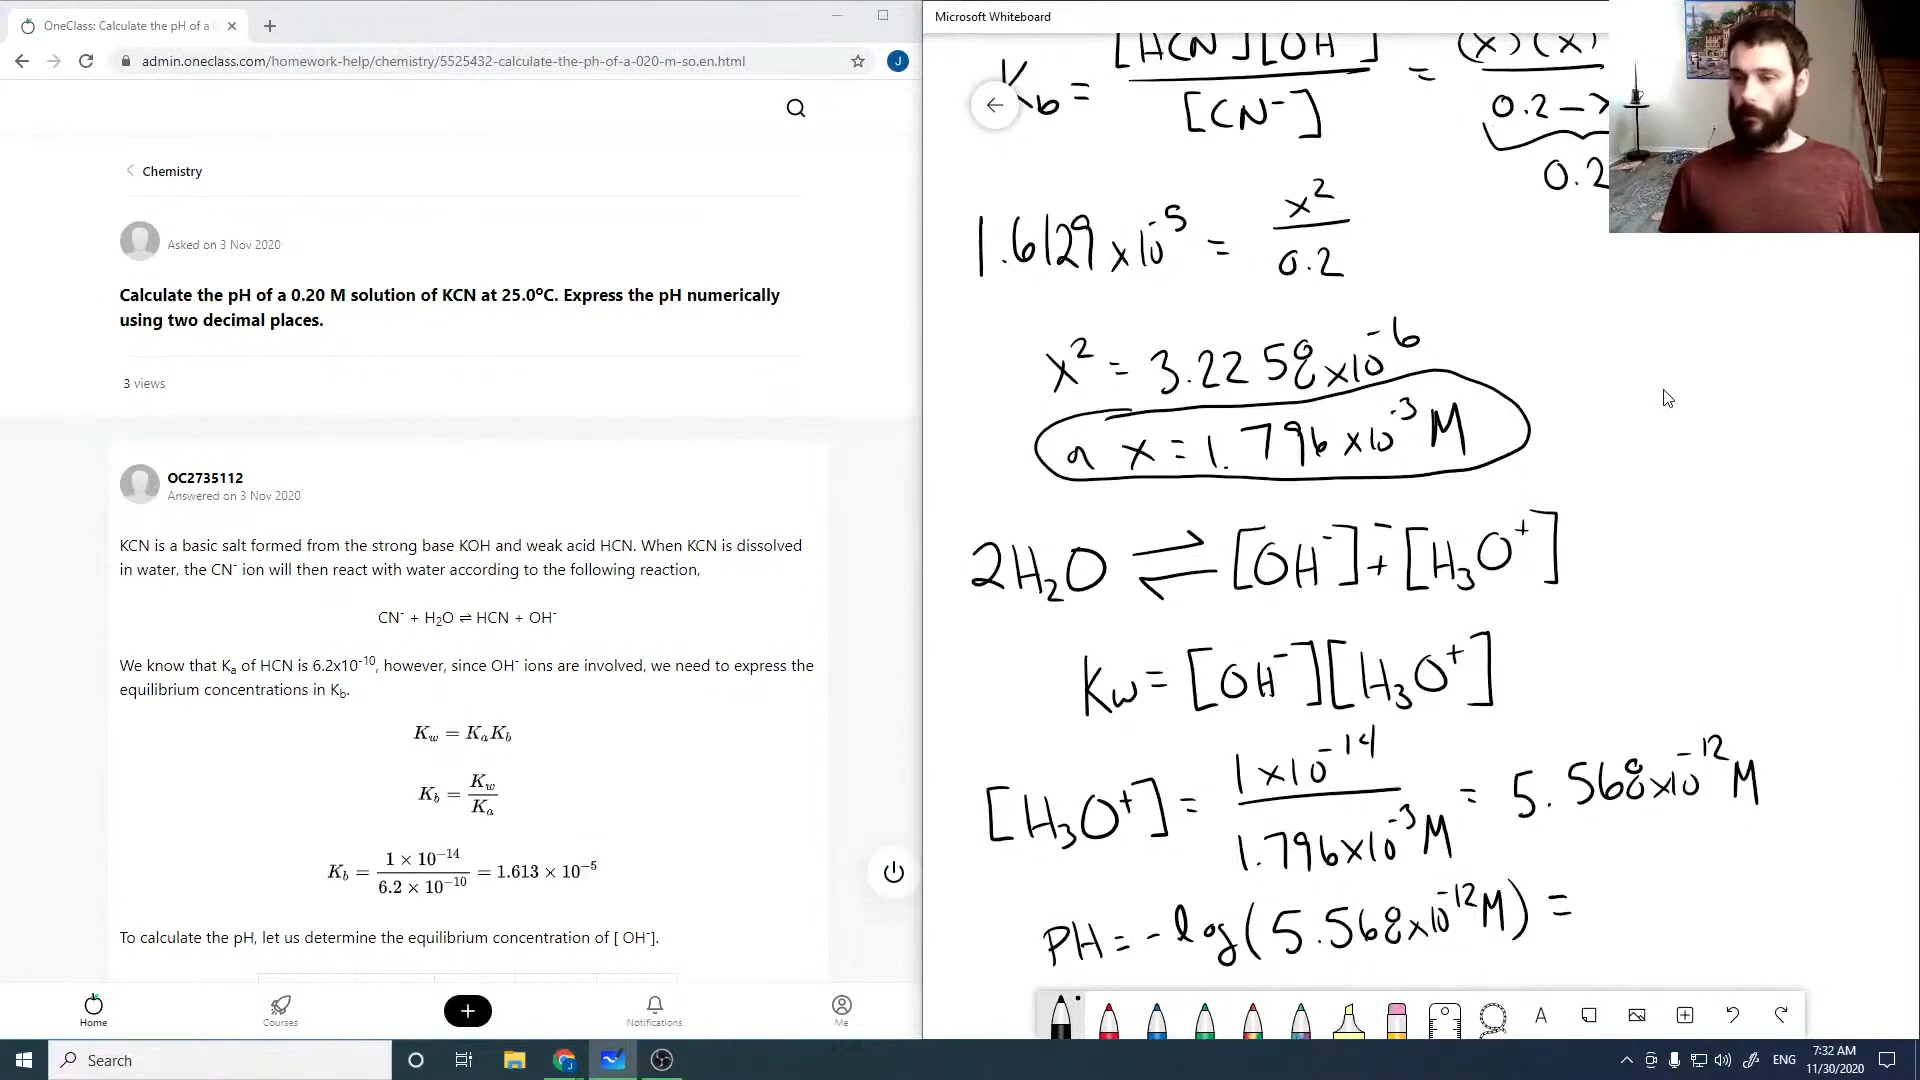 OneClass: Calculate the pH of a 0
admin.oneclass.com/homework-help/chemistry/5525432-calculate-the-ph-of-a-020-m-so.en.html
J
Chemistry
Asked on 3 Nov 2020
Calculate the pH of a 0.20 M solution of KCN at 25.0ºC. Express the pH numerically
using two decimal places.
3 views
OC2735112
Answered on 3 Nov 2020
KCN is a basic salt formed from the strong base KOH and weak acid HCN. When KCN is dissolved
in water, the CN⁻ ion will then react with water according to the following reaction,
CN⁻ + H₂O ⇌ HCN + OH⁻
We know that Kₐ of HCN is 6.2x10⁻¹⁰, however, since OH⁻ ions are involved, we need to express the
equilibrium concentrations in K_b.
K_w = K_a K_b
K_b = K_w / K_a
K_b = 1 × 10⁻¹⁴ / 6.2 × 10⁻¹⁰ = 1.613 × 10⁻⁵
To calculate the pH, let us determine the equilibrium concentration of [ OH⁻].
Home
Courses
Notifications
Me
Microsoft Whiteboard
K_b = [HCN][OH⁻] / [CN⁻] = (x)(x) / 0.2 - x
0.2
1.6129 x 10⁻⁵ = x² / 0.2
x² = 3.2258 x 10⁻⁶
x = 1.796 x 10⁻³ M
2H₂O ⇌ [OH⁻] + [H₃O⁺]
Kw = [OH⁻][H₃O⁺]
[H₃O⁺] = 1 x 10⁻¹⁴ / 1.796 x 10⁻³ M = 5.568 x 10⁻¹² M
PH = -log(5.568 x 10⁻¹² M) =
Search
ENG
7:32 AM
11/30/2020